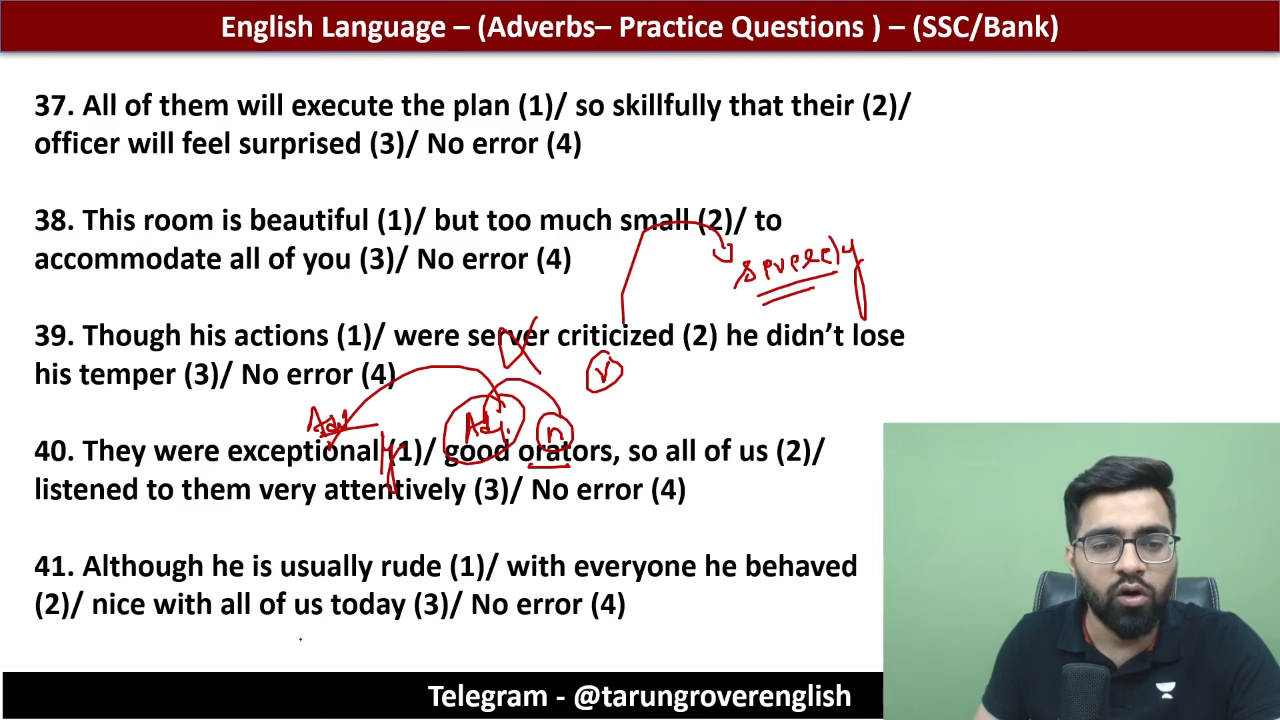 English Language – (Adverbs– Practice Questions ) – (SSC/Bank)
37. All of them will execute the plan (1)/ so skillfully that their (2)/
officer will feel surprised (3)/ No error (4)
38. This room is beautiful (1)/ but too much small (2)/ to
accommodate all of you (3)/ No error (4)
severely
39. Though his actions (1)/ were server criticized (2) he didn’t lose
his temper (3)/ No error (4)
v
Adv
Adj.
n
40. They were exceptionally (1)/ good orators, so all of us (2)/
listened to them very attentively (3)/ No error (4)
41. Although he is usually rude (1)/ with everyone he behaved
(2)/ nice with all of us today (3)/ No error (4)
Telegram - @tarungroverenglish